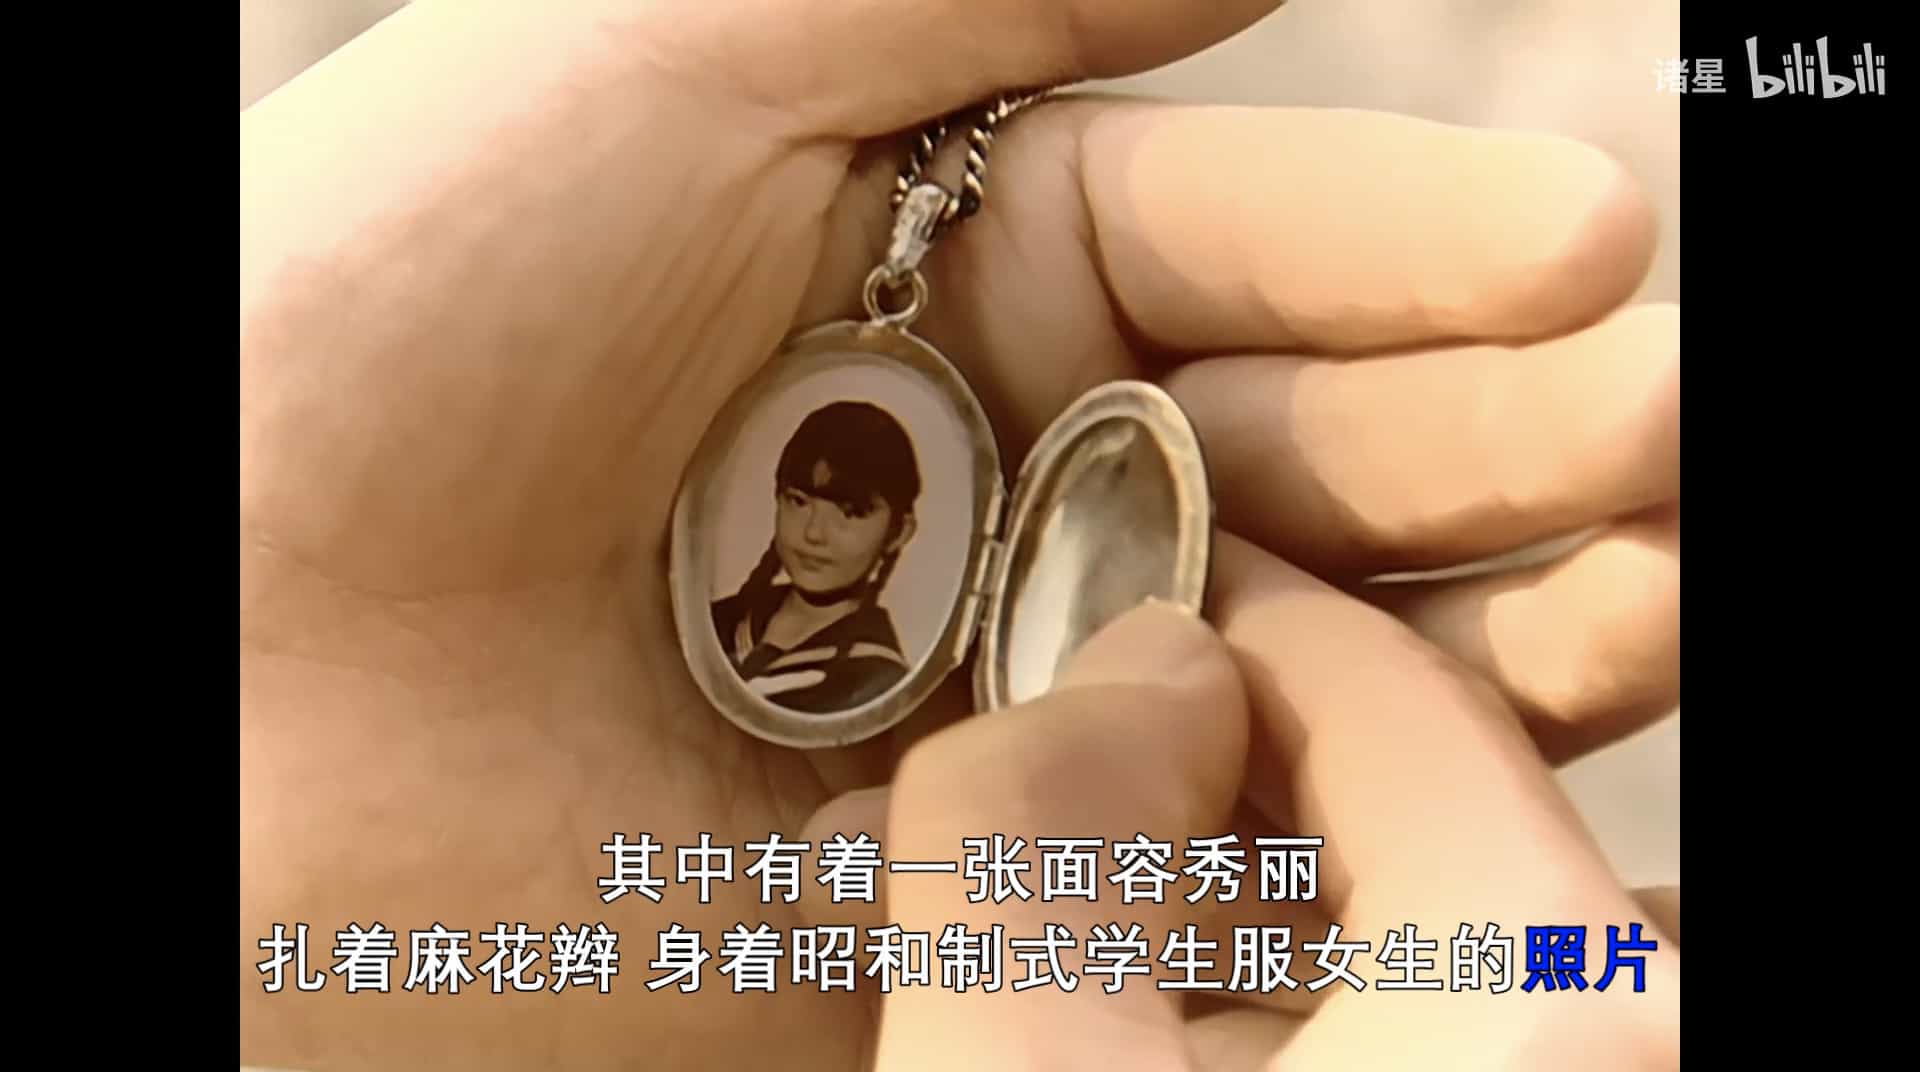 诸星 bilibili
其中有着一张面容秀丽
扎着麻花辫 身着昭和制式学生服女生的照片